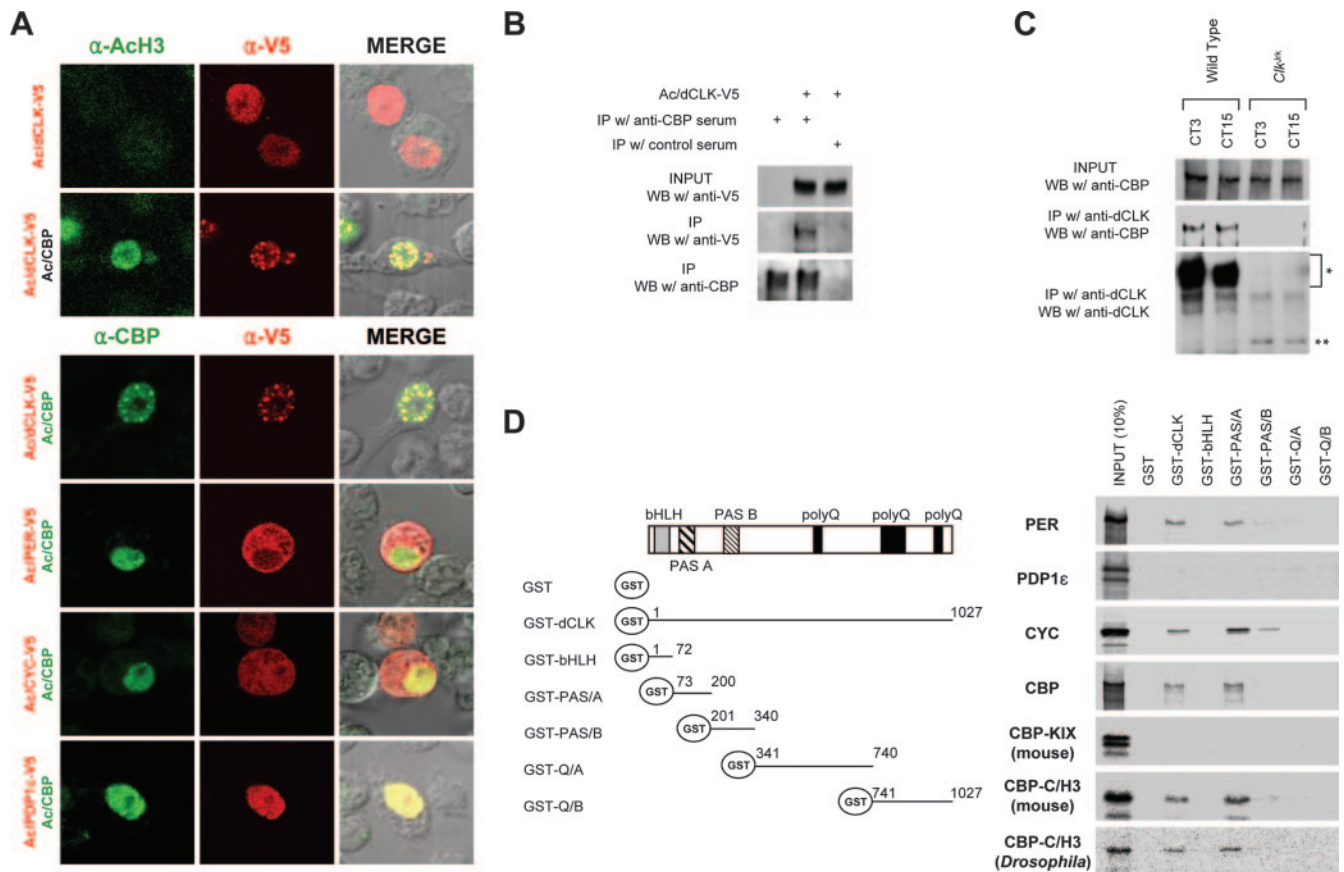 A
α-AcH3 α-V5 MERGE
Ac/dCLK-V5
Ac/dCLK-V5
Ac/CBP
α-CBP α-V5 MERGE
Ac/dCLK-V5
Ac/CBP
Ac/PER-V5
Ac/CBP
Ac/CYC-V5
Ac/CBP
Ac/PDP1ε-V5
Ac/CBP
B
Ac/dCLK-V5 + +
IP w/ anti-CBP serum + +
IP w/ control serum +
INPUT
WB w/ anti-V5
IP
WB w/ anti-V5
IP
WB w/ anti-CBP
C
Wild Type
ClkJrk
CT3
CT15
CT3
CT15
INPUT
WB w/ anti-CBP
IP w/ anti-dCLK
WB w/ anti-CBP
*
IP w/ anti-dCLK
WB w/ anti-dCLK
**
D
bHLH PAS B polyQ polyQ polyQ
PAS A
GST GST
GST-dCLK GST 1 1027
GST-bHLH GST 1 72
GST-PAS/A GST 73 200
GST-PAS/B GST 201 340
GST-Q/A GST 341 740
GST-Q/B GST 741 1027
INPUT (10%)
GST
GST-dCLK
GST-bHLH
GST-PAS/A
GST-PAS/B
GST-Q/A
GST-Q/B
PER
PDP1ε
CYC
CBP
CBP-KIX
(mouse)
CBP-C/H3
(mouse)
CBP-C/H3
(Drosophila)